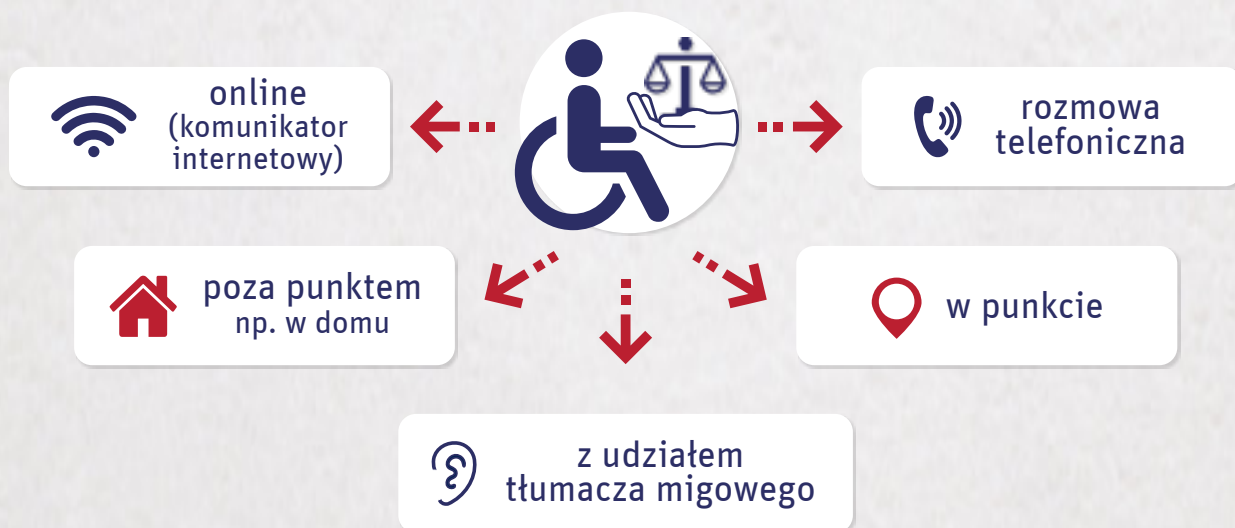 online
(komunikator
internetowy)
rozmowa
telefoniczna
poza punktem
np. w domu
w punkcie
z udziałem
tłumacza migowego